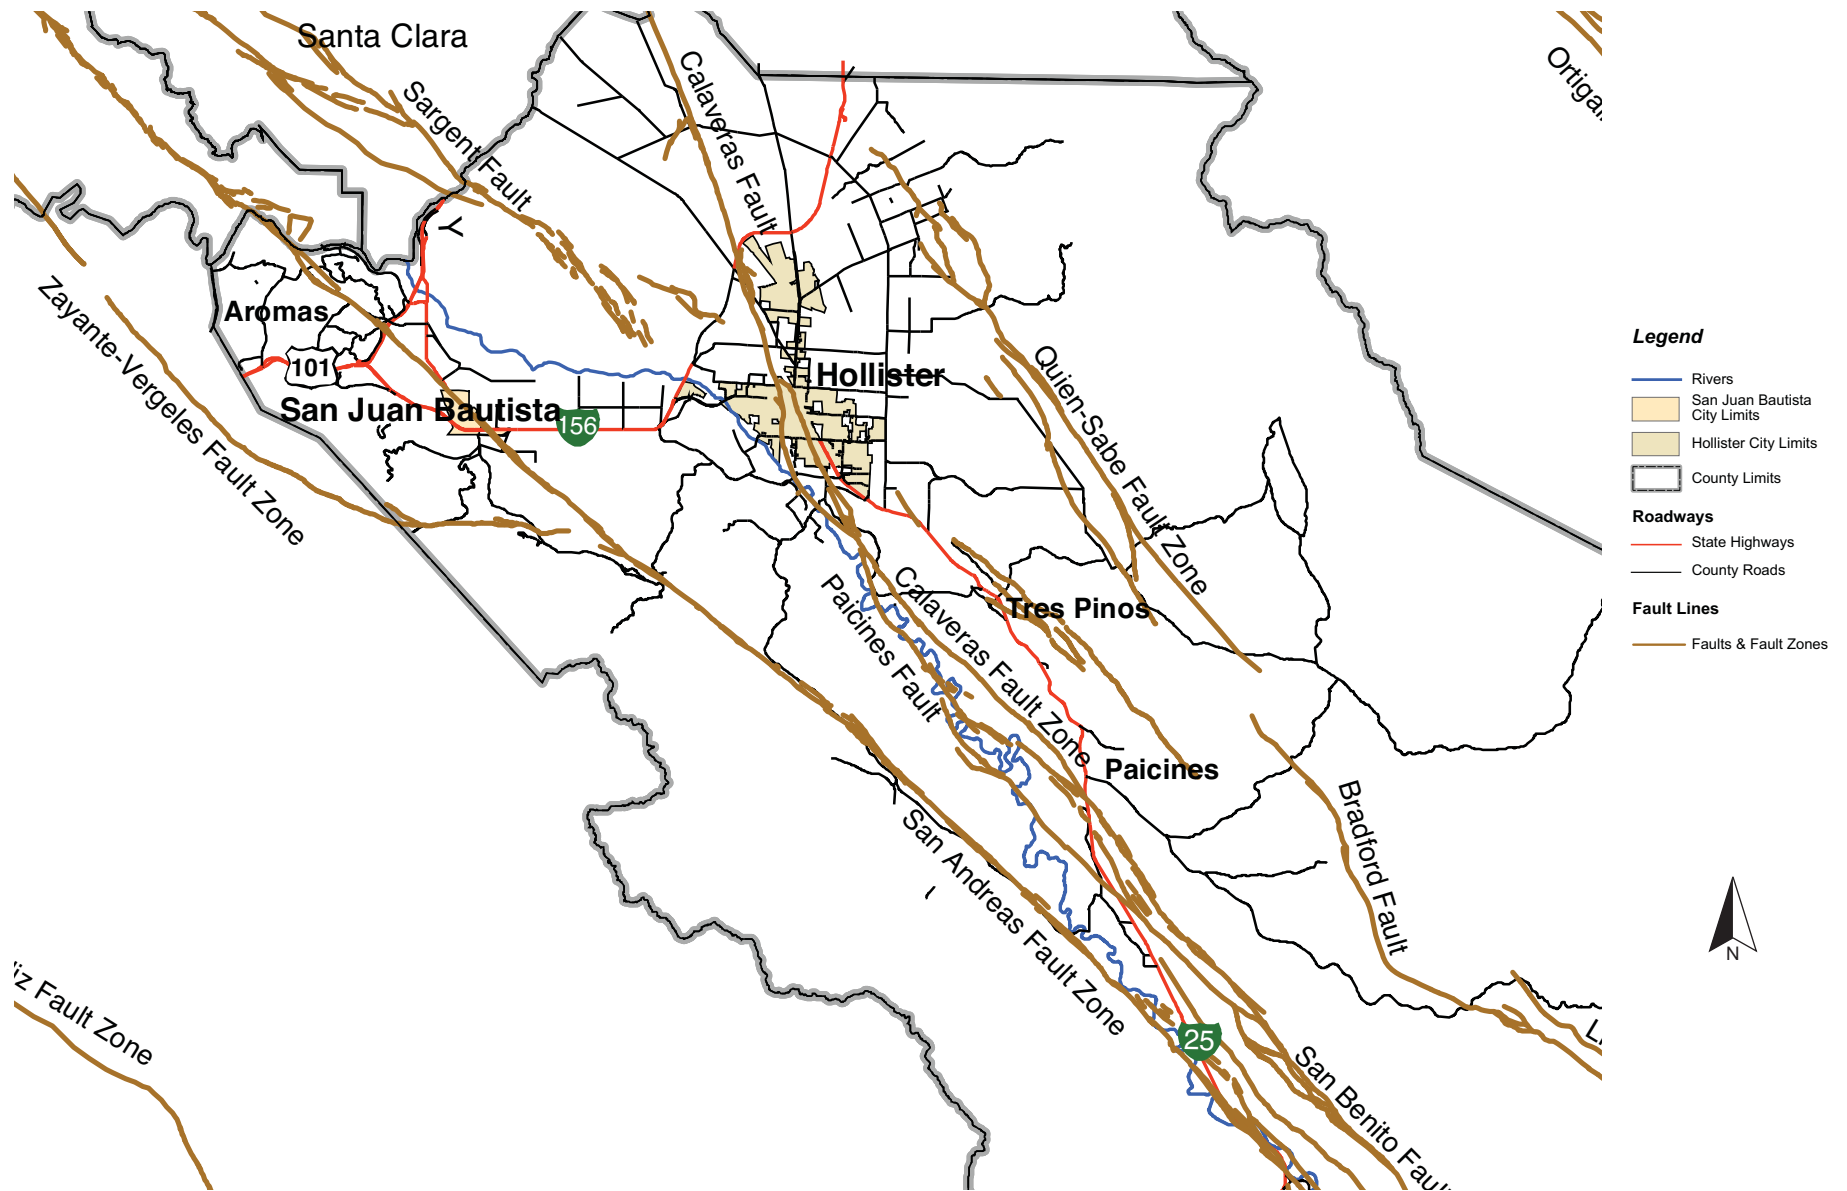 Santa Clara
Ortiga
Calaveras Fault
Sargent Fault
Zayante-Vergeles Fault Zone
Aromas
101
San Juan Bautista
156
Hollister
Quien-Sabe Fault Zone
Calaveras Fault Zone
Paicines Fault
Tres Pinos
Paicines
San Andreas Fault Zone
Bradford Fault
iz Fault Zone
25
San Benito Faul
Li
Legend
Rivers
San Juan Bautista
City Limits
Hollister City Limits
County Limits
Roadways
State Highways
County Roads
Fault Lines
Faults & Fault Zones
N